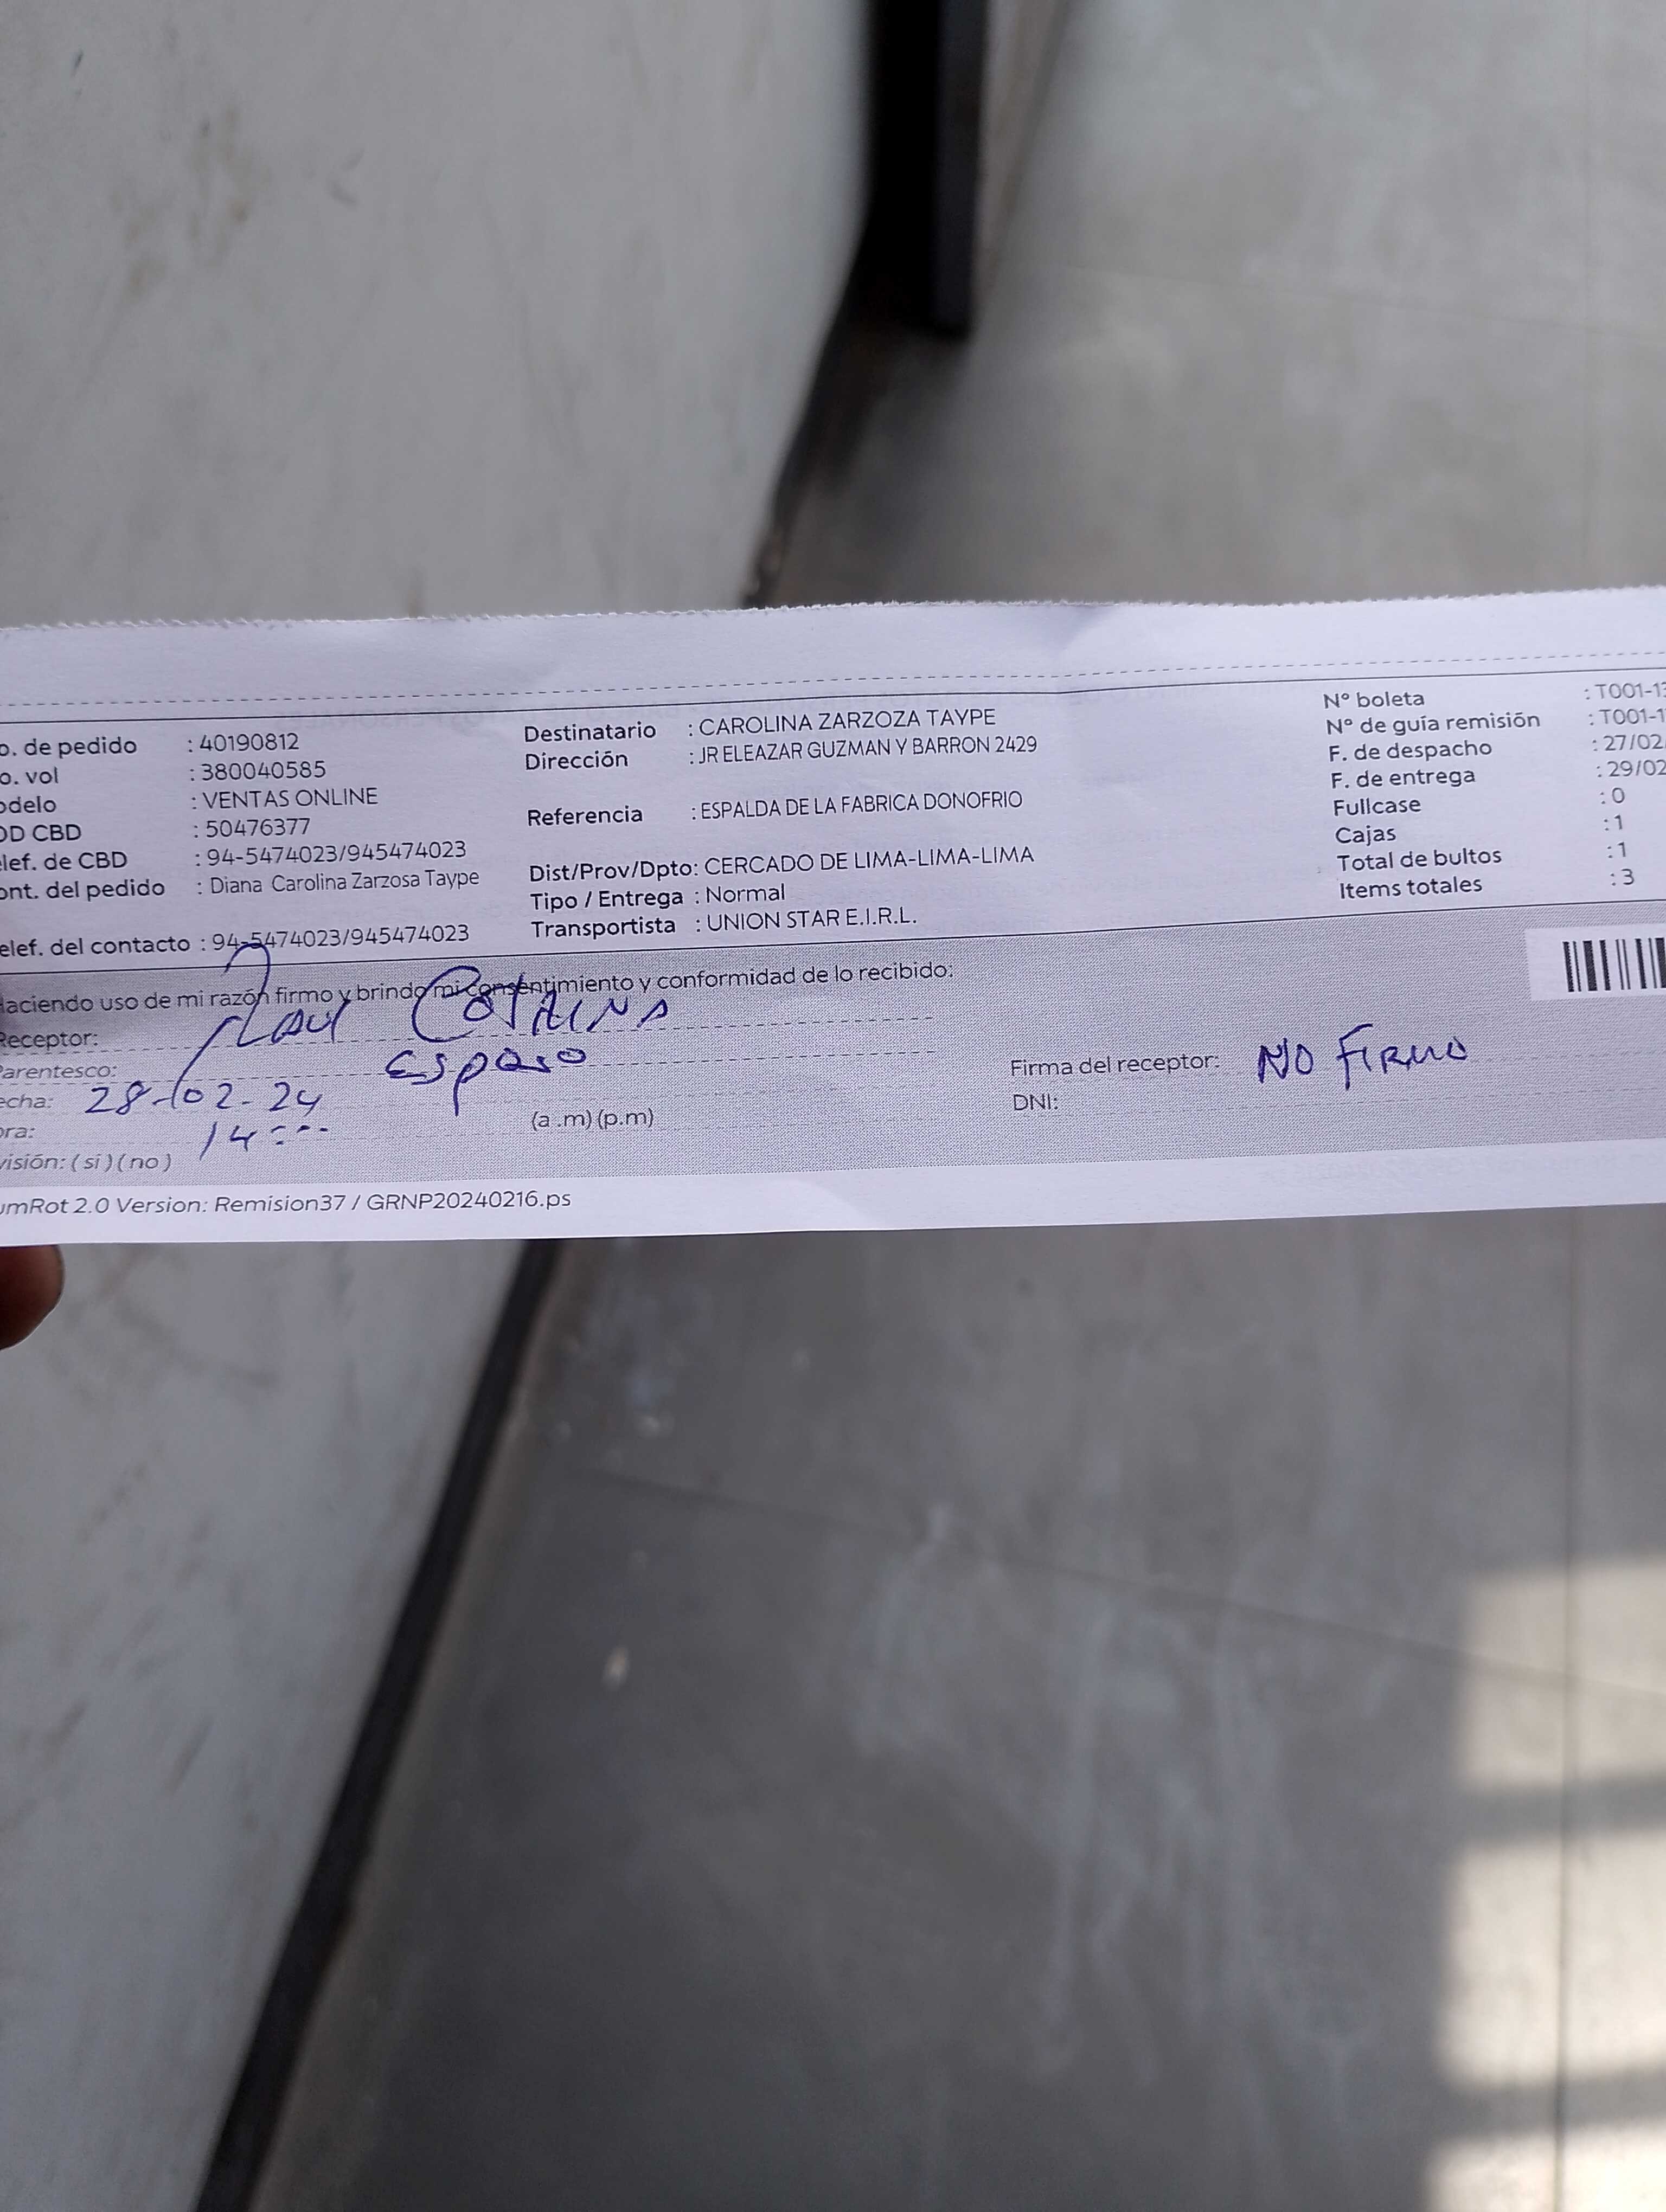 o. de pedido : 40190812
o. vol : 380040585
odelo : VENTAS ONLINE
OD CBD : 50476377
lef. de CBD : 94-5474023/945474023
ont. del pedido : Diana Carolina Zarzosa Taype
elef. del contacto : 94-5474023/945474023
Destinatario : CAROLINA ZARZOZA TAYPE
Dirección : JR ELEAZAR GUZMAN Y BARRON 2429
Referencia : ESPALDA DE LA FABRICA DONOFRIO
Dist/Prov/Dpto: CERCADO DE LIMA-LIMA-LIMA
Tipo / Entrega : Normal
Transportista : UNION STAR E.I.R.L.
Nº boleta : T001-13
Nº de guía remisión : T001-1
F. de despacho : 27/02
F. de entrega : 29/02
Fullcase : 0
Cajas : 1
Total de bultos : 1
Items totales : 3
Haciendo uso de mi razón firmo y brindo mi consentimiento y conformidad de lo recibido:
Receptor:
Parentesco: Esposo
echa: 28-02-24
ora: 14 (a .m) (p.m)
visión: ( si ) ( no )
Firma del receptor: NO FIRMO
DNI:
umRot 2.0 Version: Remision37 / GRNP20240216.ps